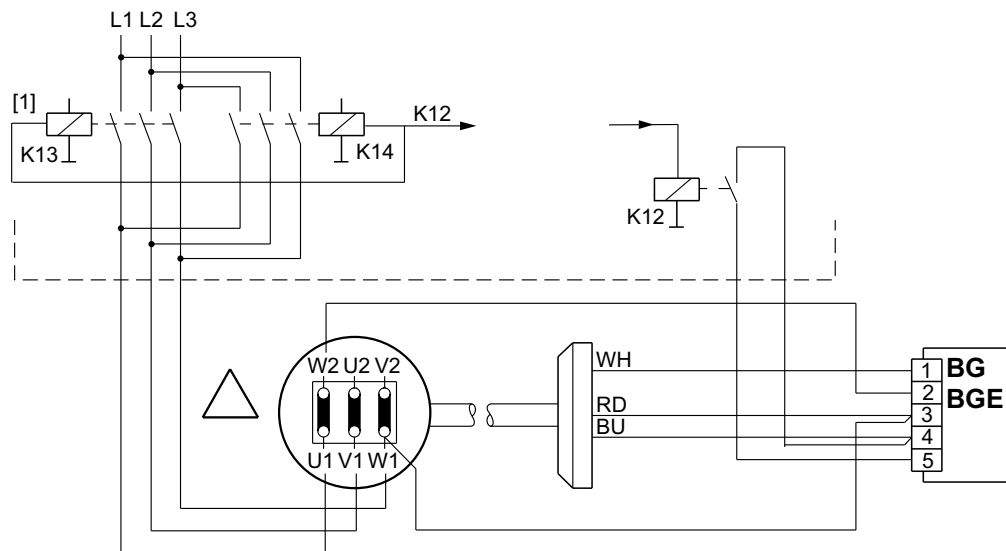 L1 L2 L3
[1]
K13
K14
K12
K12
W2 U2 V2
U1 V1 W1
WH
RD
BU
1
2
3
4
5
BG
BGE